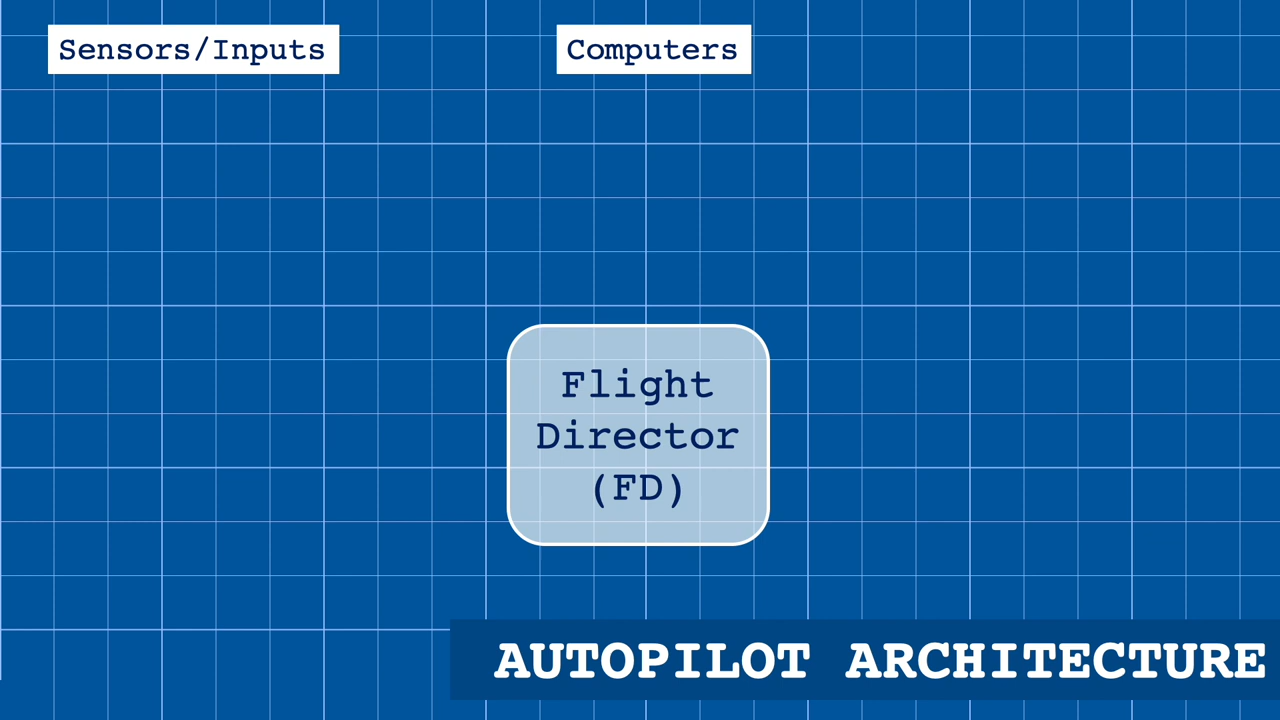 Sensors/Inputs
Computers
Flight
Director
(FD)
AUTOPILOT ARCHITECTURE